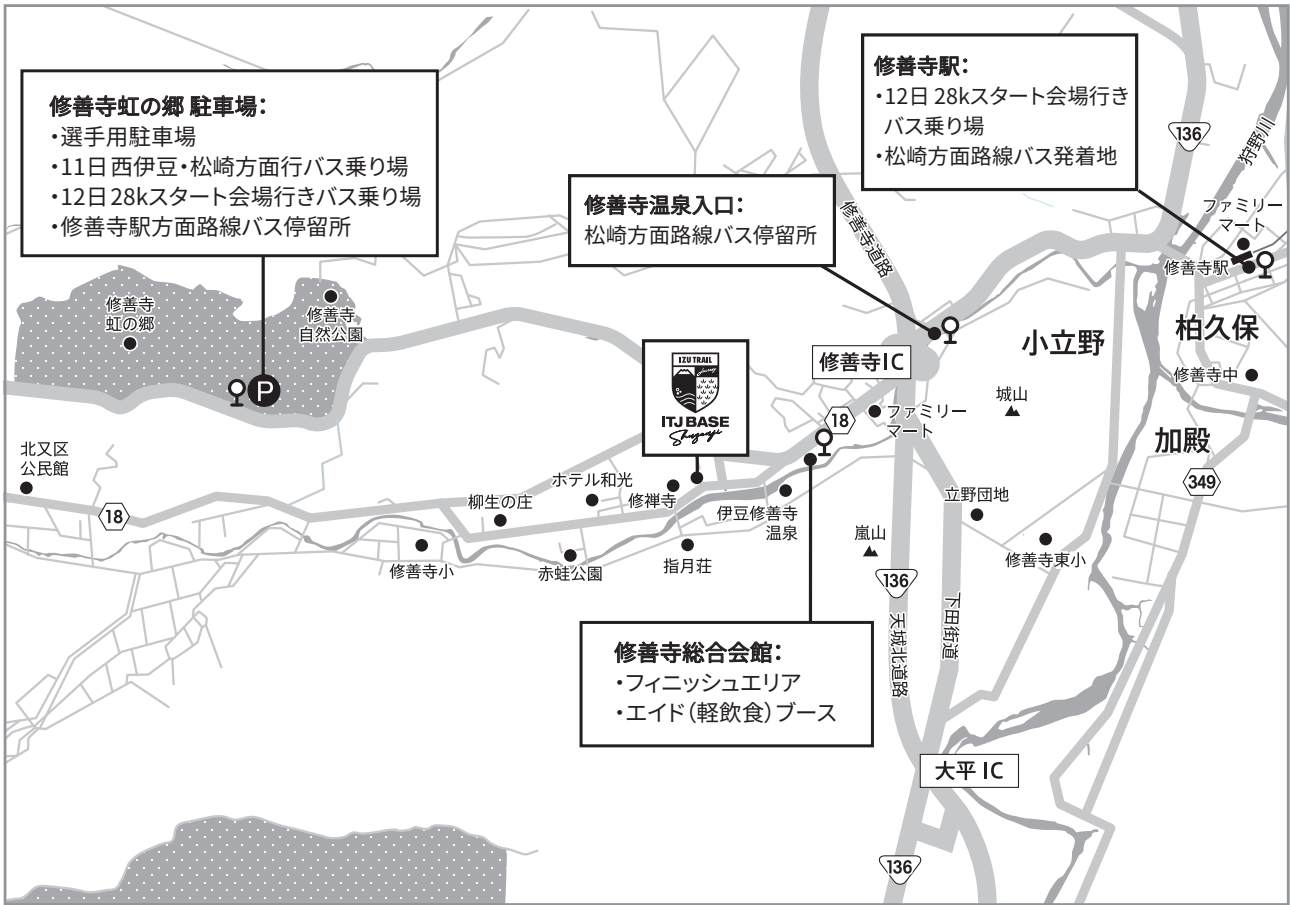 修善寺虹の郷 駐車場：
・選手用駐車場
・11日 西伊豆・松崎方面行バス乗り場
・12日 28kスタート会場行きバス乗り場
・修善寺駅方面路線バス停留所
修善寺温泉入口：
松崎方面路線バス停留所
修善寺駅：
・12日 28kスタート会場行き
バス乗り場
・松崎方面路線バス発着地
136
狩野川
ファミリー
マート
修善寺駅
修善寺道路
修善寺
虹の郷
修善寺
自然公園
P
IZU TRAIL
Journey
ITJ BASE
Shuzenji
修善寺IC
小立野
柏久保
修善寺中
城山
18
ファミリー
マート
加殿
349
北又区
公民館
18
柳生の庄
ホテル和光
修禅寺
伊豆修善寺
温泉
立野団地
嵐山
修善寺東小
修善寺小
赤蛙公園
指月荘
136
天城北道路
下田街道
修善寺総合会館：
・フィニッシュエリア
・エイド（軽飲食）ブース
大平 IC
136